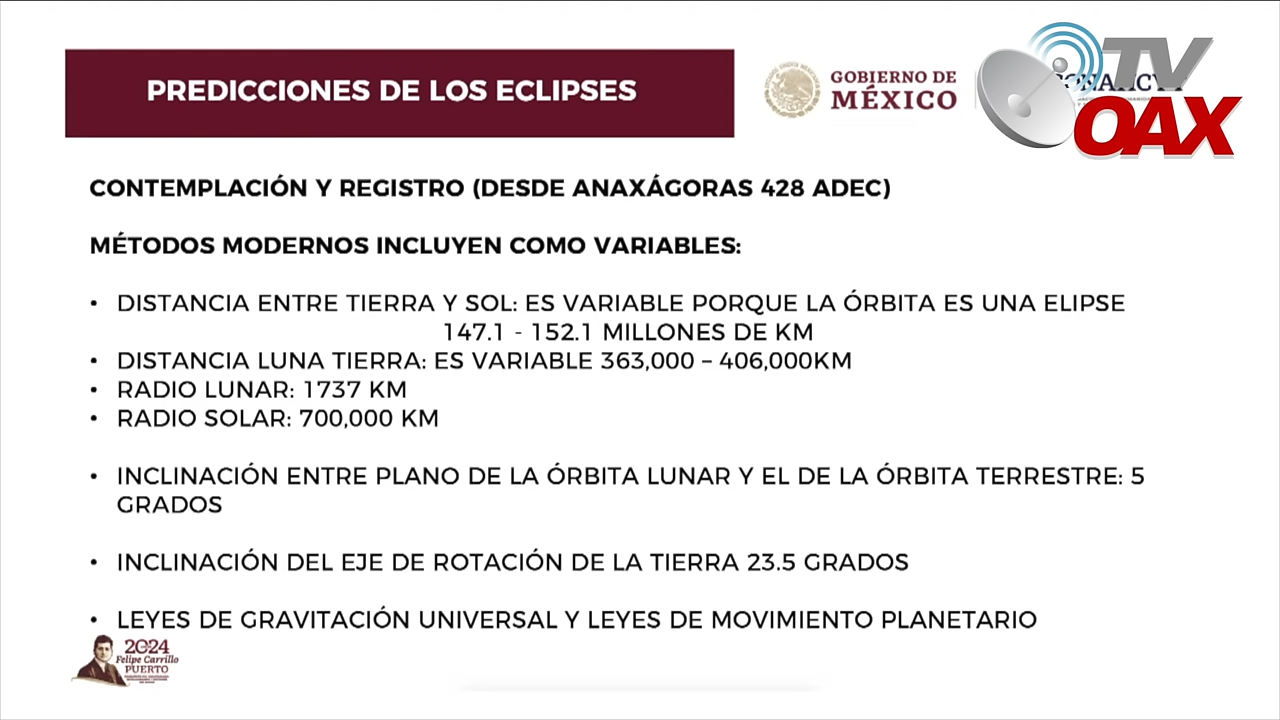 PREDICCIONES DE LOS ECLIPSES
GOBIERNO DE
MÉXICO
TV
OAX
CONTEMPLACIÓN Y REGISTRO (DESDE ANAXÁGORAS 428 ADEC)
MÉTODOS MODERNOS INCLUYEN COMO VARIABLES:
• DISTANCIA ENTRE TIERRA Y SOL: ES VARIABLE PORQUE LA ÓRBITA ES UNA ELIPSE
147.1 - 152.1 MILLONES DE KM
• DISTANCIA LUNA TIERRA: ES VARIABLE 363,000 – 406,000KM
• RADIO LUNAR: 1737 KM
• RADIO SOLAR: 700,000 KM
• INCLINACIÓN ENTRE PLANO DE LA ÓRBITA LUNAR Y EL DE LA ÓRBITA TERRESTRE: 5
GRADOS
• INCLINACIÓN DEL EJE DE ROTACIÓN DE LA TIERRA 23.5 GRADOS
• LEYES DE GRAVITACIÓN UNIVERSAL Y LEYES DE MOVIMIENTO PLANETARIO
2024
Felipe Carrillo
PUERTO